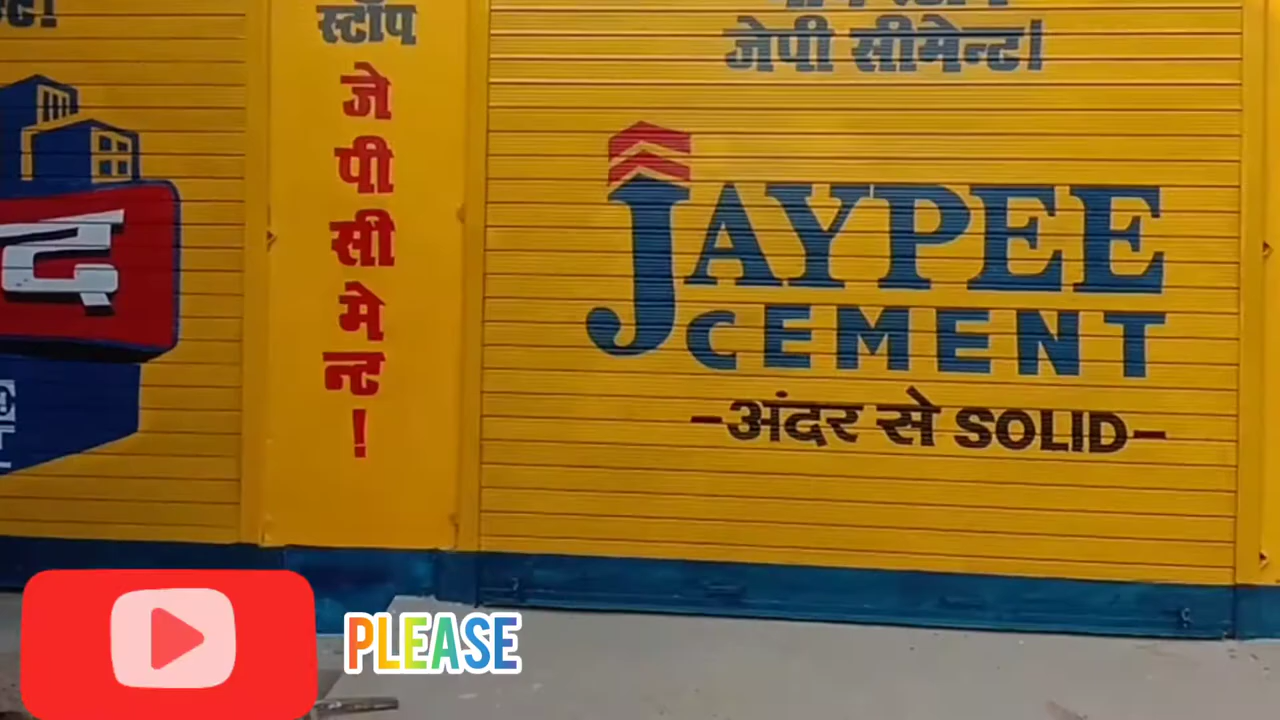 स्टॉप
जे
पी
सी
मे
न्ट
!
जेपी सीमेन्ट।
JAYPEE
CEMENT
-अंदर से SOLID-
PLEASE